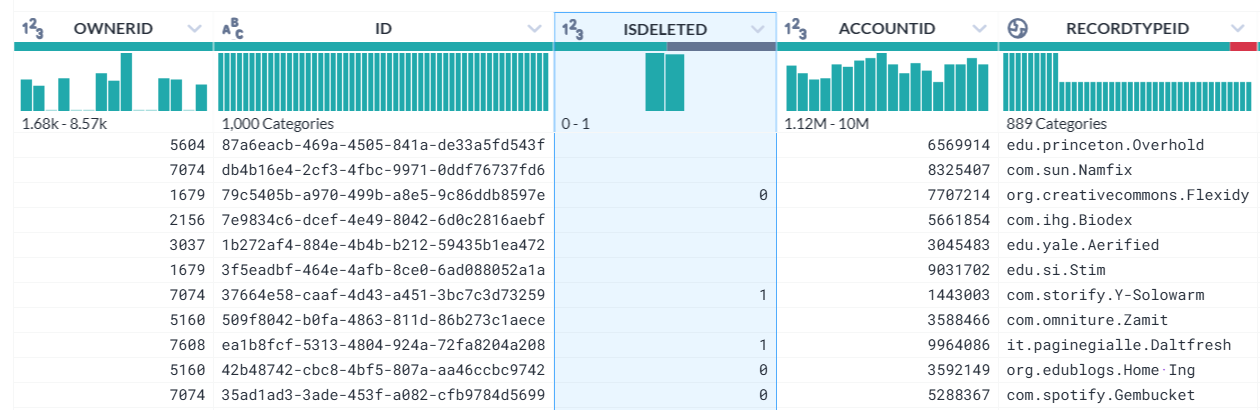 123 OWNERID ABC ID 123 ISDELETED 123 ACCOUNTID RECORDTYPEID
1.68k - 8.57k 1,000 Categories 0 - 1 1.12M - 10M 889 Categories
5604 87a6eacb-469a-4505-841a-de33a5fd543f 6569914 edu.princeton.Overhold
7074 db4b16e4-2cf3-4fbc-9971-0ddf76737fd6 8325407 com.sun.Namfix
1679 79c5405b-a970-499b-a8e5-9c86ddb8597e 0 7707214 org.creativecommons.Flexidy
2156 7e9834c6-dcef-4e49-8042-6d0c2816aebf 5661854 com.ihg.Biodex
3037 1b272af4-884e-4b4b-b212-59435b1ea472 3045483 edu.yale.Aerified
1679 3f5eadbf-464e-4afb-8ce0-6ad088052a1a 9031702 edu.si.Stim
7074 37664e58-caaf-4d43-a451-3bc7c3d73259 1 1443003 com.storify.Y-Solowarm
5160 509f8042-b0fa-4863-811d-86b273c1aece 3588466 com.omniture.Zamit
7608 ea1b8fcf-5313-4804-924a-72fa8204a208 1 9964086 it.paginegialle.Daltfresh
5160 42b48742-cbc8-4bf5-807a-aa46ccbc9742 0 3592149 org.edublogs.Home·Ing
7074 35ad1ad3-3ade-453f-a082-cfb9784d5699 0 5288367 com.spotify.Gembucket